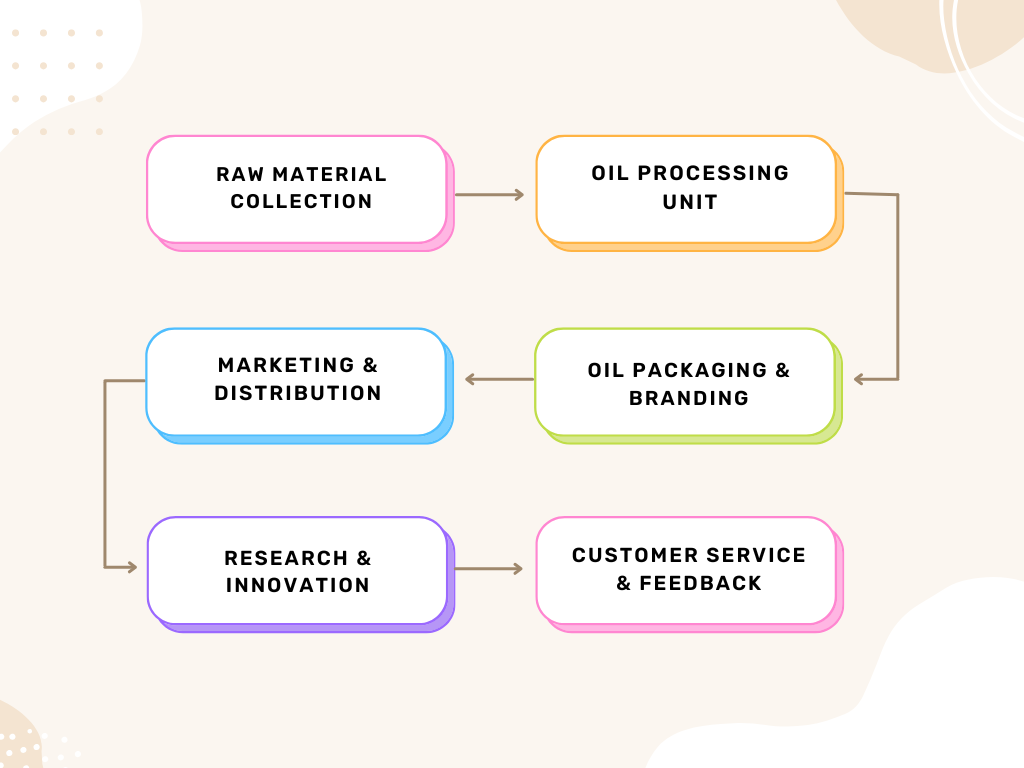 RAW MATERIAL
COLLECTION
OIL PROCESSING
UNIT
OIL PACKAGING &
BRANDING
MARKETING &
DISTRIBUTION
RESEARCH &
INNOVATION
CUSTOMER SERVICE
& FEEDBACK